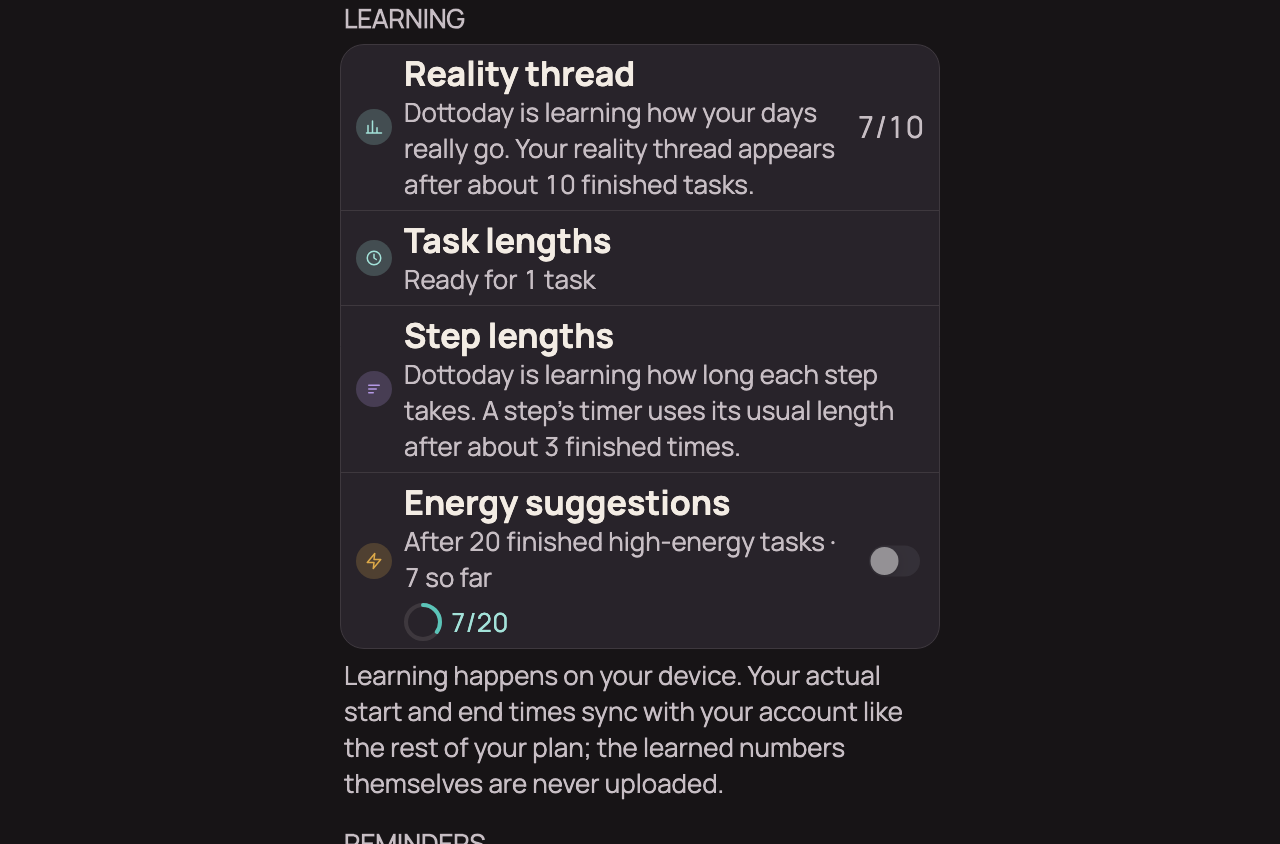 LEARNING
Reality thread
Dottoday is learning how your days
really go. Your reality thread appears
after about 10 finished tasks.
7/10
Task lengths
Ready for 1 task
Step lengths
Dottoday is learning how long each step
takes. A step’s timer uses its usual length
after about 3 finished times.
Energy suggestions
After 20 finished high-energy tasks ·
7 so far
7/20
Learning happens on your device. Your actual
start and end times sync with your account like
the rest of your plan; the learned numbers
themselves are never uploaded.
REMINDERS